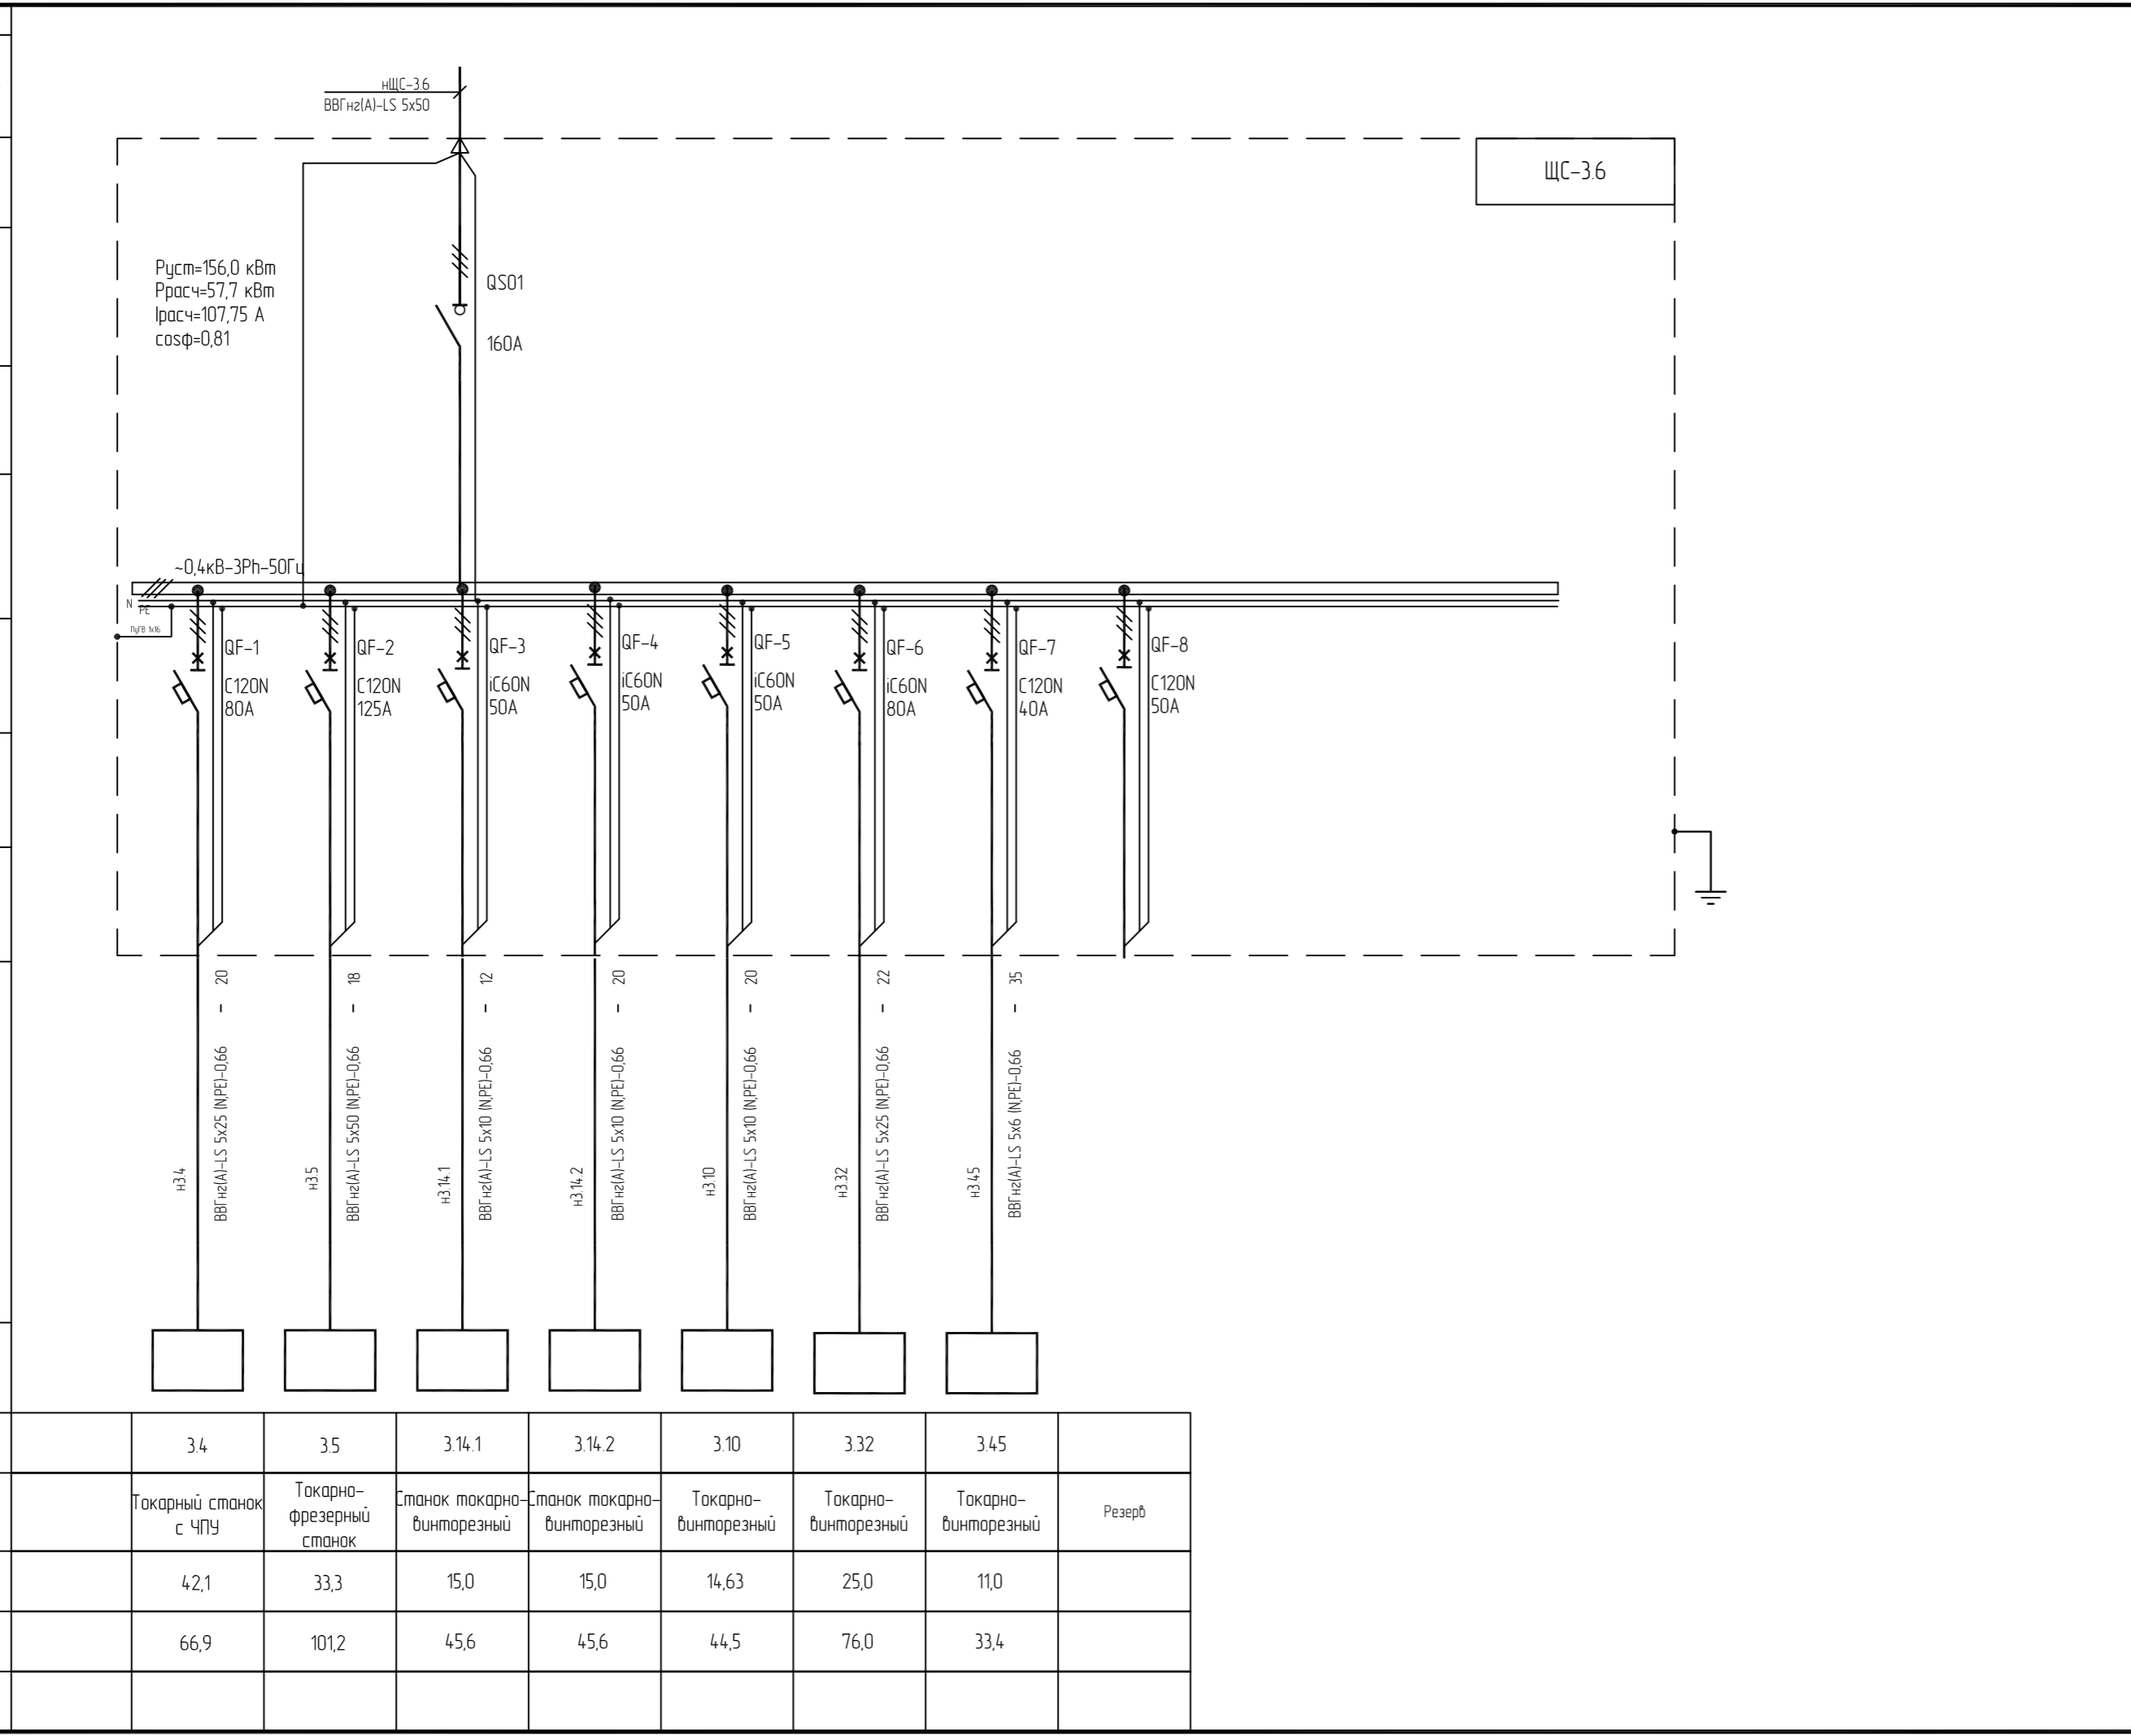 нЩС-3.6
ВВГнг(А)-LS 5х50
ЩС-3.6
Руст=156,0 кВт
Ррасч=57,7 кВт
Iрасч=107,75 А
cosφ=0,81
QS01
160А
~0,4кВ-3Ph-50Гц
N
PE
ПуГВ 1х16
QF-1
C120N
80А
QF-2
C120N
125А
QF-3
iC60N
50А
QF-4
iC60N
50А
QF-5
iC60N
50А
QF-6
iC60N
80А
QF-7
C120N
40А
QF-8
C120N
50А
н3.4
ВВГнг(А)-LS 5х25 (N,PE)-0,66 - 20
н3.5
ВВГнг(А)-LS 5х50 (N,PE)-0,66 - 18
н3.14.1
ВВГнг(А)-LS 5х10 (N,PE)-0,66 - 12
н3.14.2
ВВГнг(А)-LS 5х10 (N,PE)-0,66 - 20
н3.10
ВВГнг(А)-LS 5х10 (N,PE)-0,66 - 20
н3.32
ВВГнг(А)-LS 5х25 (N,PE)-0,66 - 22
н3.45
ВВГнг(А)-LS 5х6 (N,PE)-0,66 - 35
3.4 3.5 3.14.1 3.14.2 3.10 3.32 3.45
Токарный станок
с ЧПУ
Токарно-
фрезерный
станок
Станок токарно-
винторезный
Станок токарно-
винторезный
Токарно-
винторезный
Токарно-
винторезный
Токарно-
винторезный
Резерв
42,1 33,3 15,0 15,0 14,63 25,0 11,0
66,9 101,2 45,6 45,6 44,5 76,0 33,4